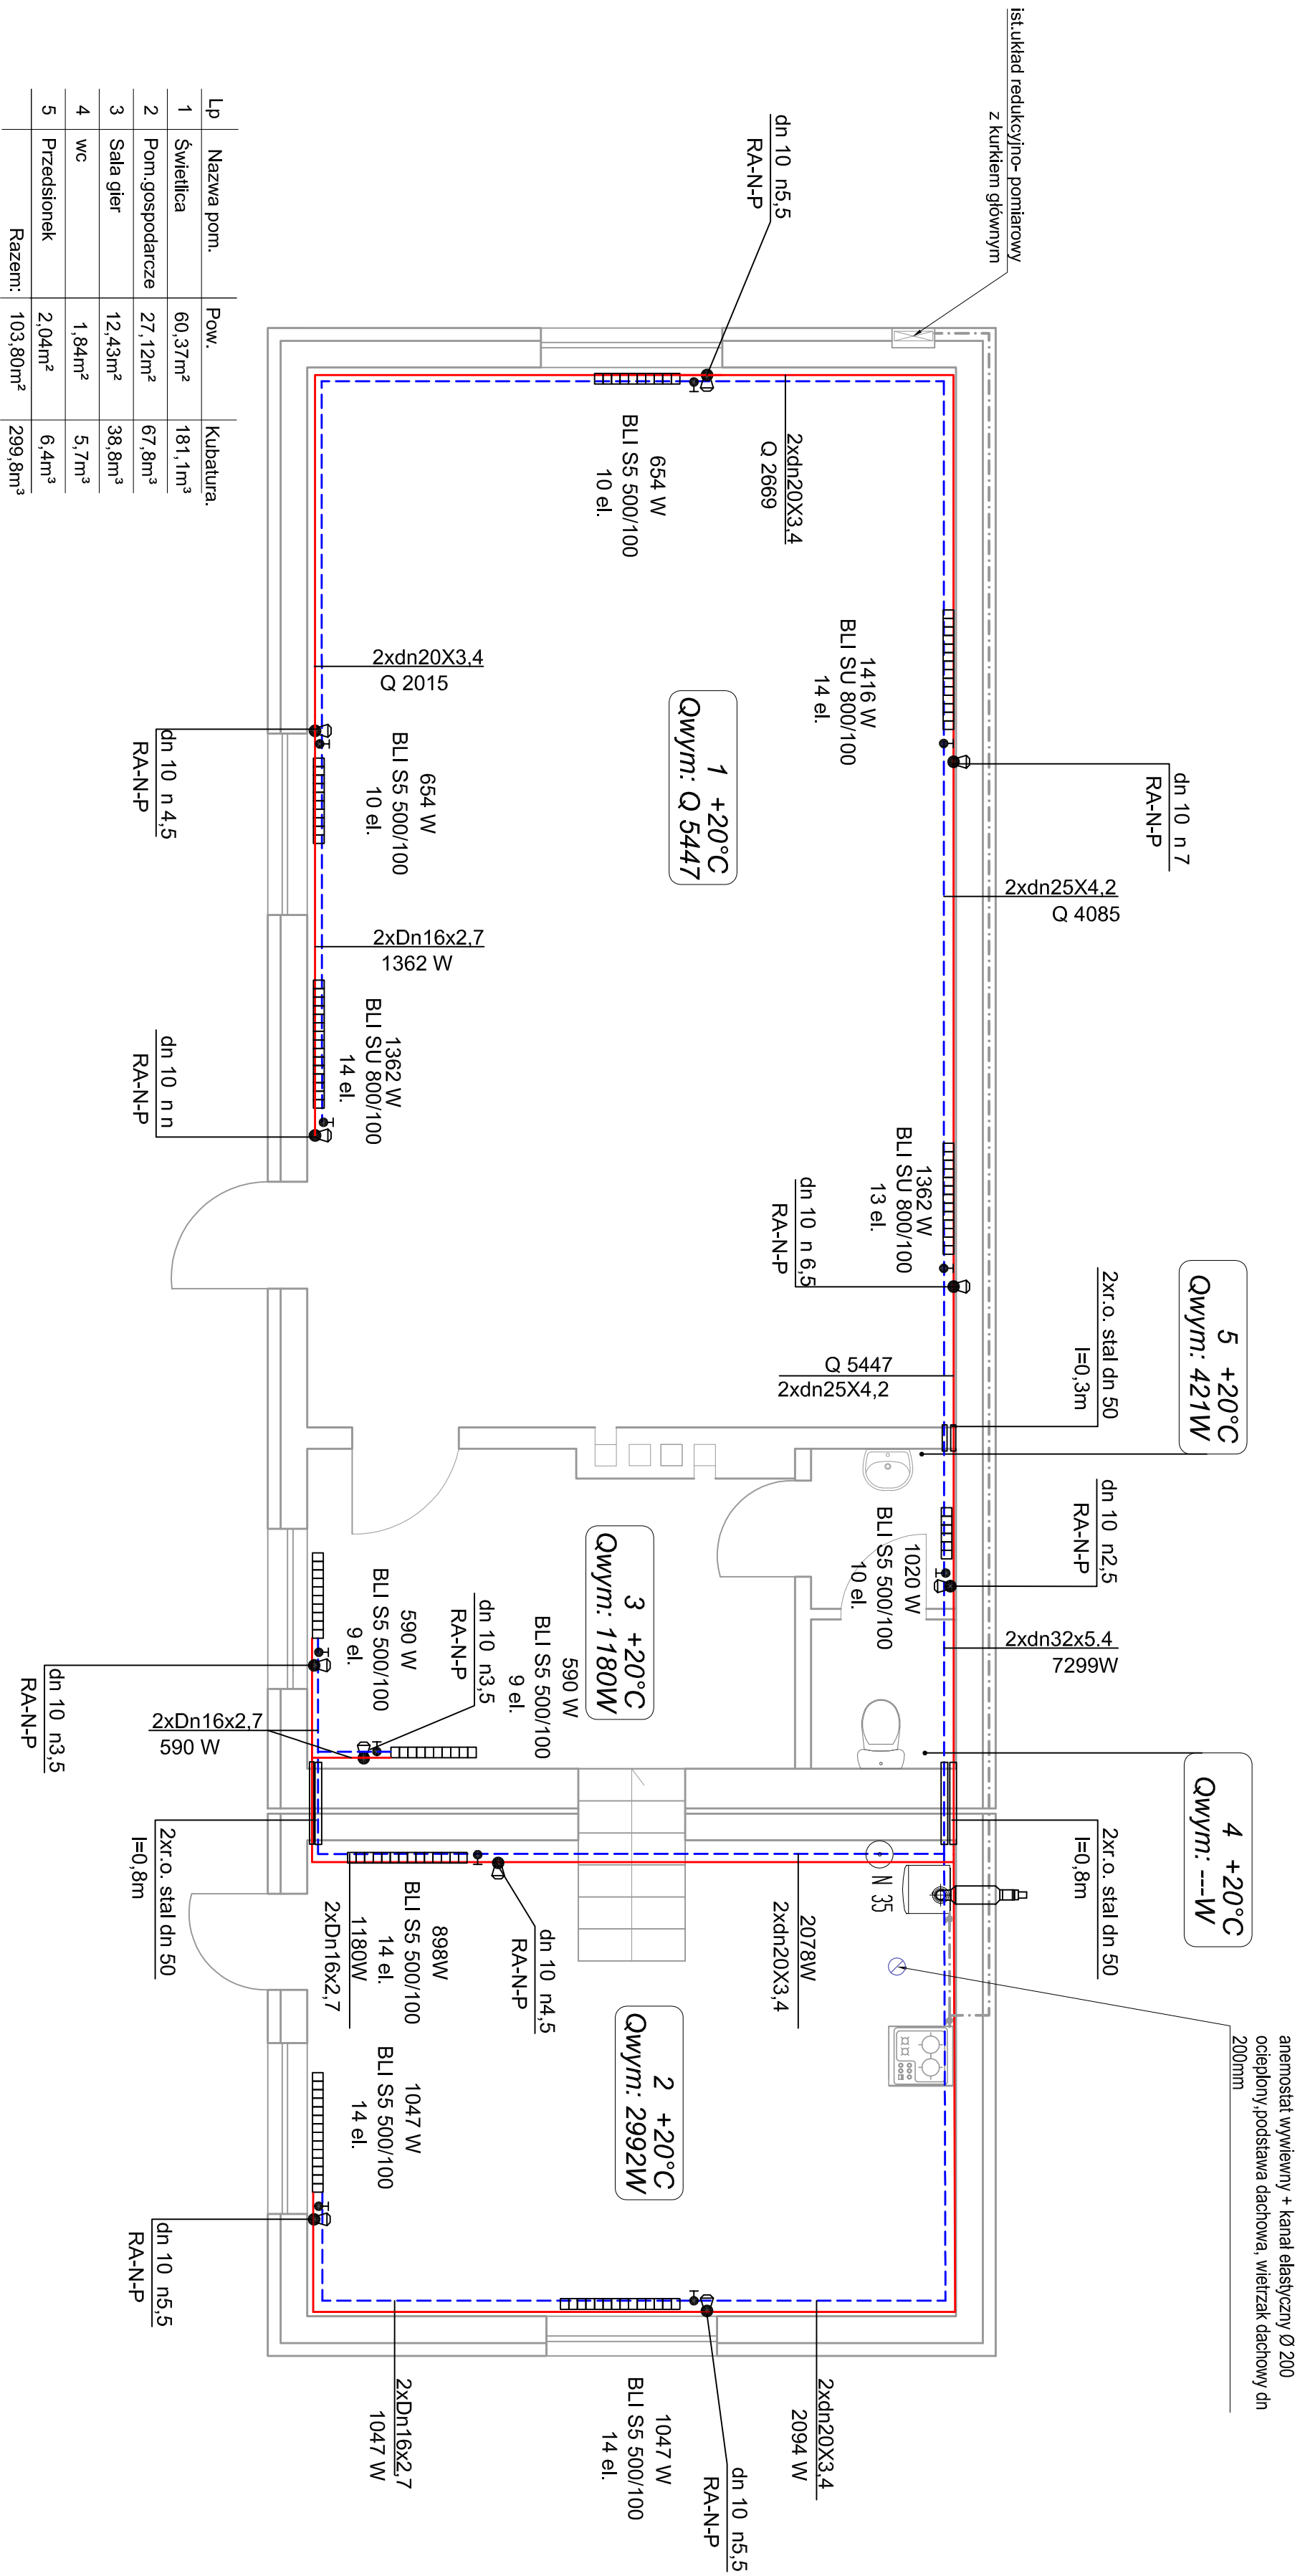 ist.układ redukcyjno- pomiarowy
z kurkiem głównym
dn 10 n5,5
RA-N-P
2xdn20X3,4
Q 2669
654 W
BLI S5 500/100
10 el.
1416 W
BLI SU 800/100
14 el.
dn 10 n 7
RA-N-P
2xdn25X4,2
Q 4085
1 +20°C
Qwym: Q 5447
2xdn20X3,4
Q 2015
dn 10 n 4,5
RA-N-P
654 W
BLI S5 500/100
10 el.
2xDn16x2,7
1362 W
1362 W
BLI SU 800/100
14 el.
dn 10 n n
RA-N-P
1362 W
BLI SU 800/100
13 el.
dn 10 n 6,5
RA-N-P
Q 5447
2xdn25X4,2
2xr.o. stal dn 50
l=0,3m
5 +20°C
Qwym: 421W
dn 10 n2,5
RA-N-P
1020 W
BLI S5 500/100
10 el.
2xdn32x5.4
7299W
3 +20°C
Qwym: 1180W
590 W
BLI S5 500/100
9 el.
dn 10 n3,5
RA-N-P
590 W
BLI S5 500/100
9 el.
dn 10 n3,5
RA-N-P
2xDn16x2,7
590 W
2xr.o. stal dn 50
l=0,8m
4 +20°C
Qwym: ---W
2xr.o. stal dn 50
l=0,8m
N 35
2078W
2xdn20X3,4
dn 10 n4,5
RA-N-P
898W
BLI S5 500/100
14 el.
1180W
2xDn16x2,7
2 +20°C
Qwym: 2992W
1047 W
BLI S5 500/100
14 el.
dn 10 n5,5
RA-N-P
anemostat wywiewny + kanał elastyczny Ø 200
ocieplony,podstawa dachowa, wietrzak dachowy dn
200mm
2xdn20X3,4
2094 W
2xDn16x2,7
1047 W
1047 W
BLI S5 500/100
14 el.
dn 10 n5,5
RA-N-P
Lp Nazwa pom. Pow. Kubatura.
1 Świetlica 60,37m² 181,1m³
2 Pom.gospodarcze 27,12m² 67,8m³
3 Sala gier 12,43m² 38,8m³
4 wc 1,84m² 5,7m³
5 Przedsionek 2,04m² 6,4m³
Razem: 103,80m² 299,8m³